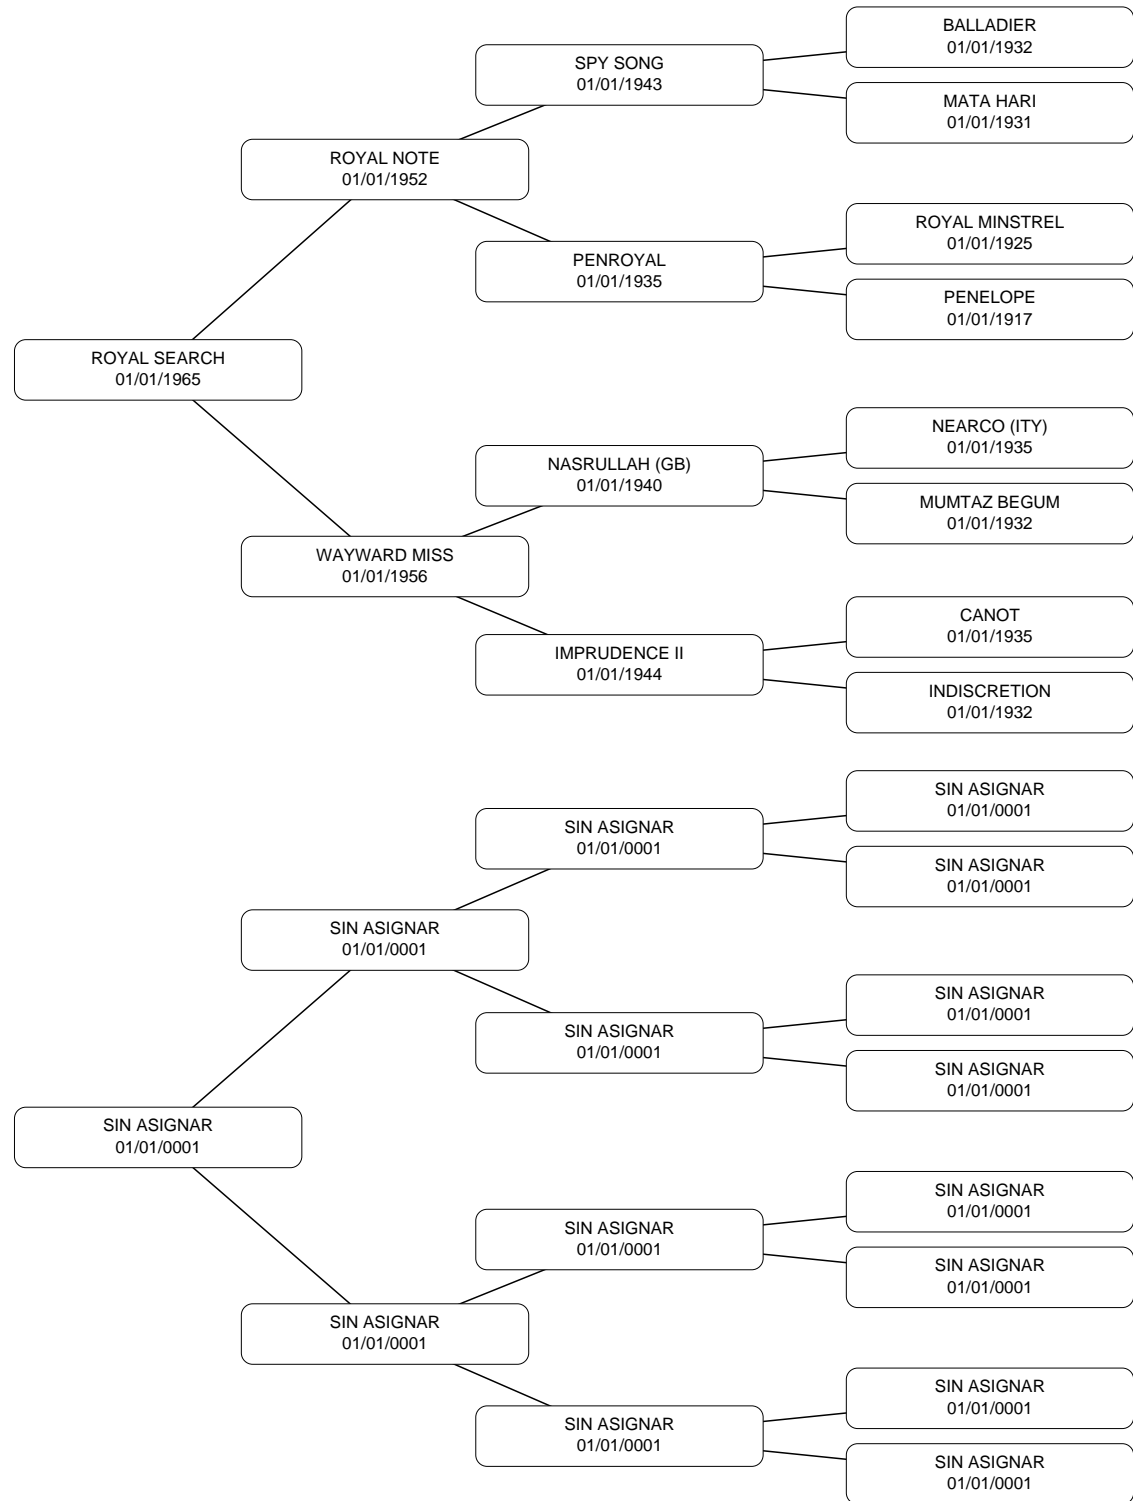 BALLADIER
01/01/1932
SPY SONG
01/01/1943
MATA HARI
01/01/1931
ROYAL NOTE
01/01/1952
ROYAL MINSTREL
01/01/1925
PENROYAL
01/01/1935
PENELOPE
01/01/1917
ROYAL SEARCH
01/01/1965
NEARCO (ITY)
01/01/1935
NASRULLAH (GB)
01/01/1940
MUMTAZ BEGUM
01/01/1932
WAYWARD MISS
01/01/1956
CANOT
01/01/1935
IMPRUDENCE II
01/01/1944
INDISCRETION
01/01/1932
SIN ASIGNAR
01/01/0001
SIN ASIGNAR
01/01/0001
SIN ASIGNAR
01/01/0001
SIN ASIGNAR
01/01/0001
SIN ASIGNAR
01/01/0001
SIN ASIGNAR
01/01/0001
SIN ASIGNAR
01/01/0001
SIN ASIGNAR
01/01/0001
SIN ASIGNAR
01/01/0001
SIN ASIGNAR
01/01/0001
SIN ASIGNAR
01/01/0001
SIN ASIGNAR
01/01/0001
SIN ASIGNAR
01/01/0001
SIN ASIGNAR
01/01/0001
SIN ASIGNAR
01/01/0001